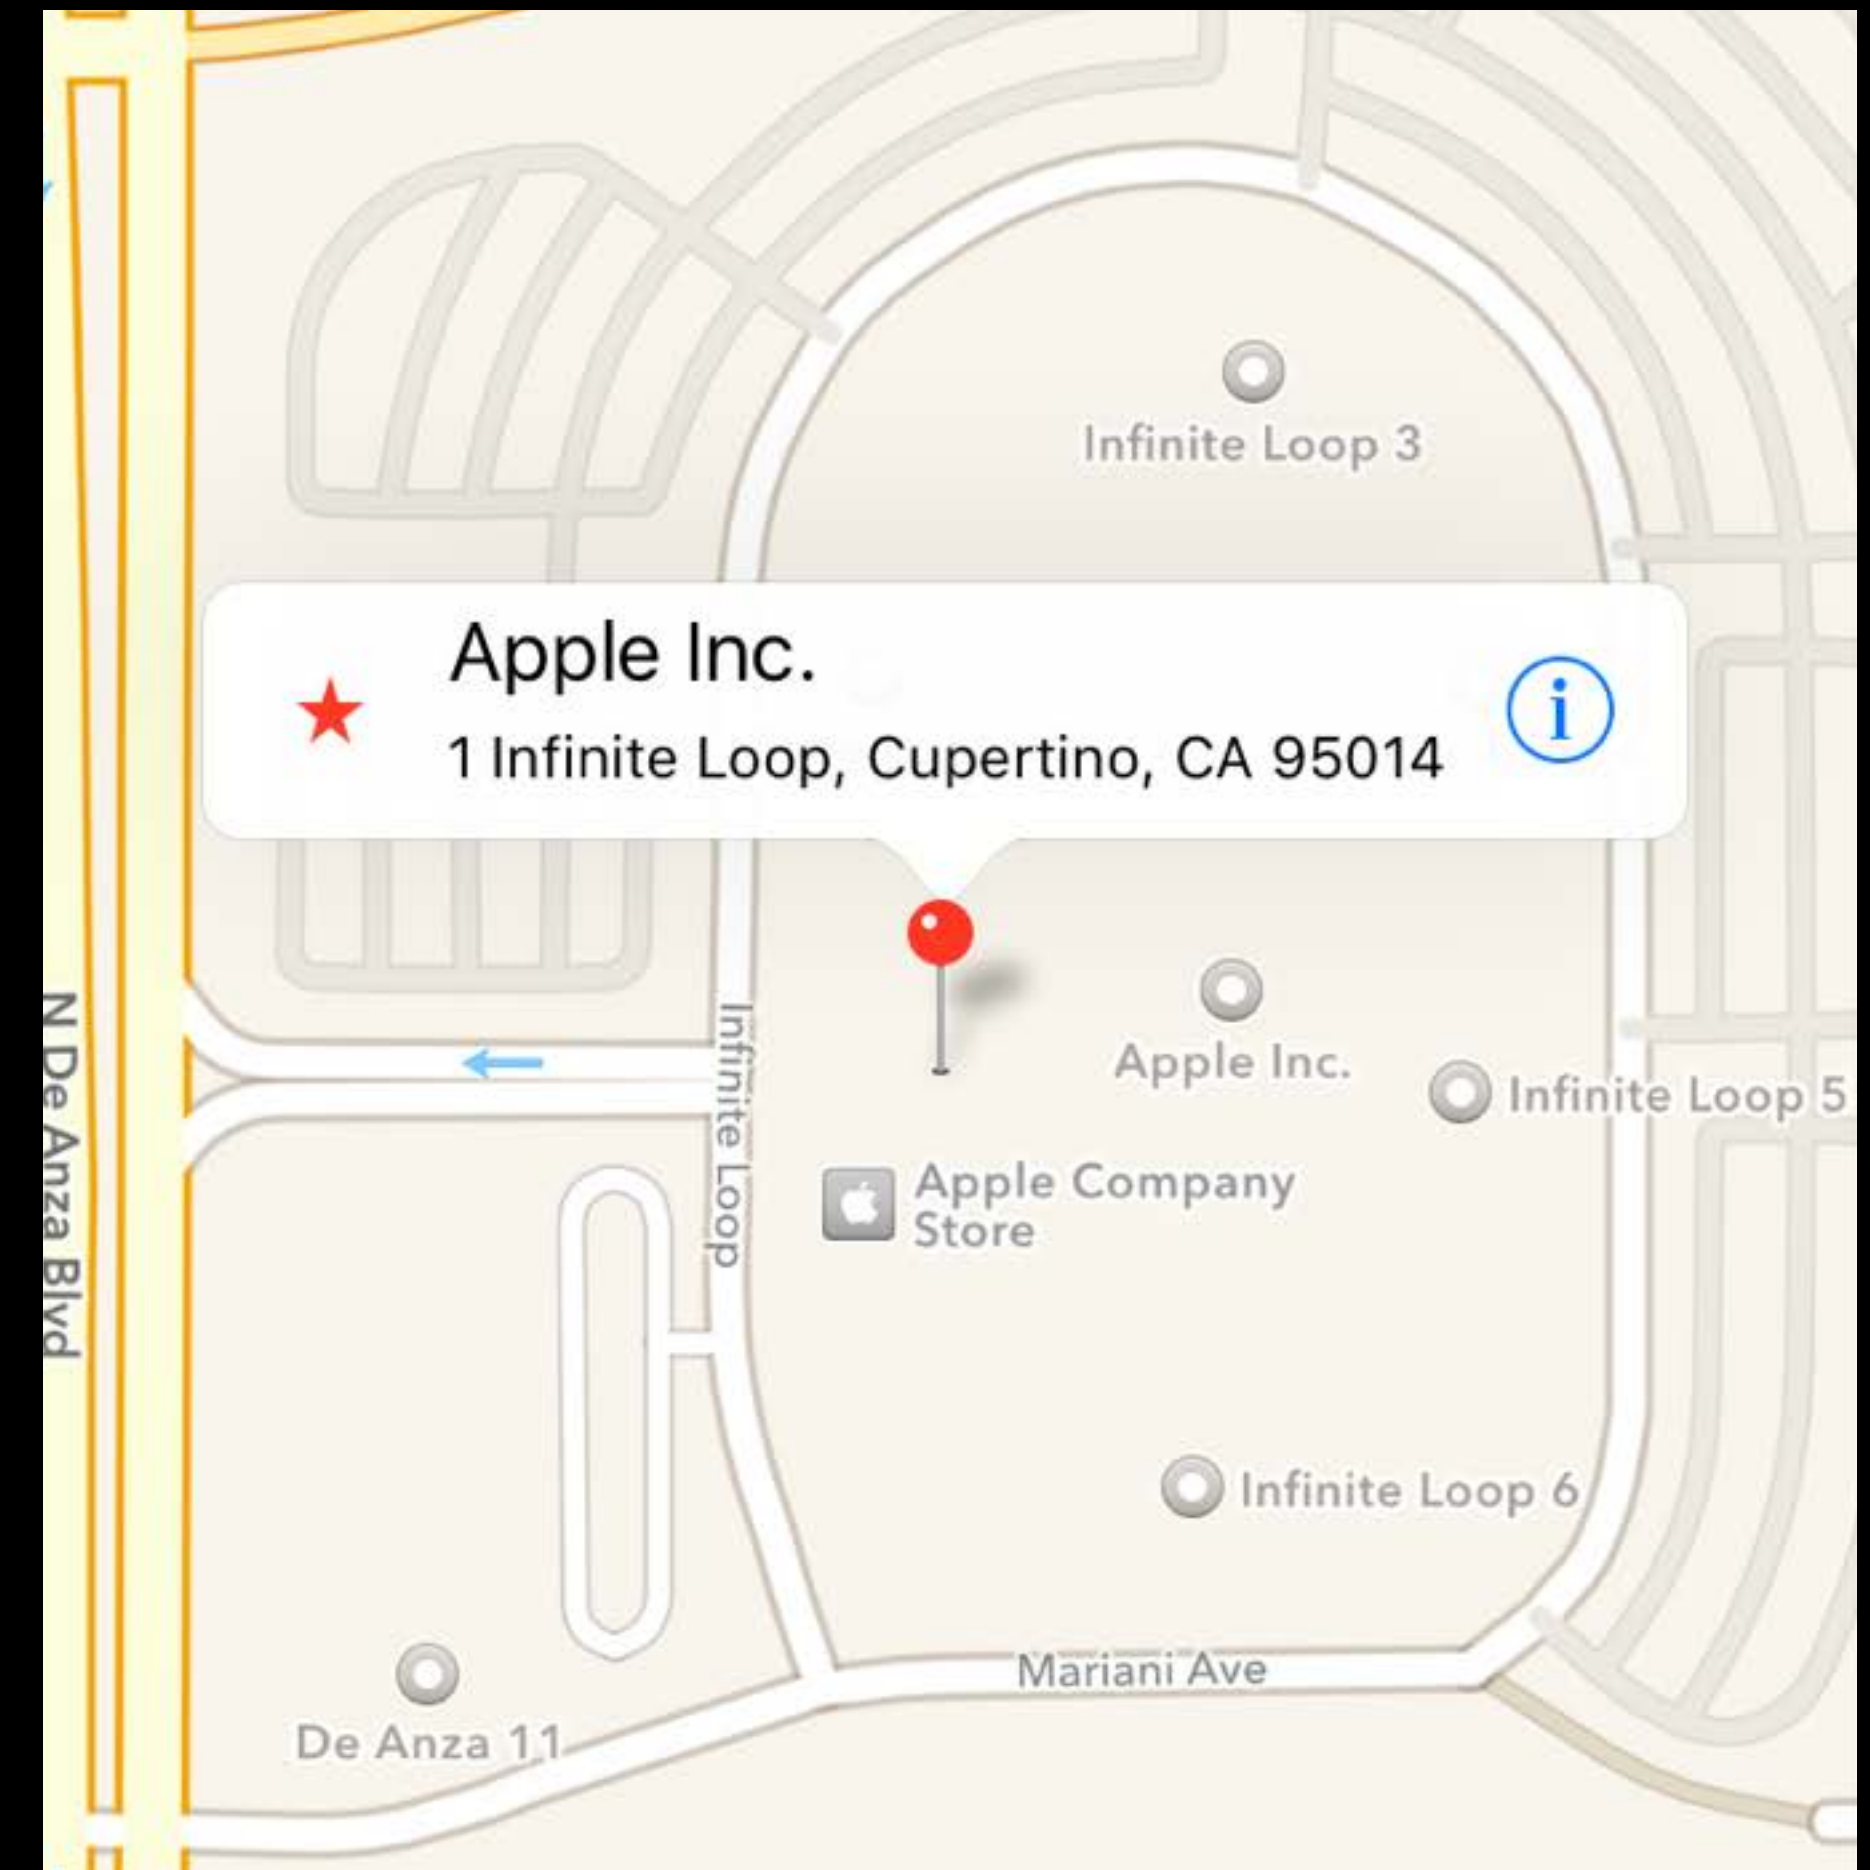 Infinite Loop 3
Apple Inc.
1 Infinite Loop, Cupertino, CA 95014
i
N De Anza Blvd
Infinite Loop
Apple Inc.
Infinite Loop 5
Apple Company
Store
Infinite Loop 6
Mariani Ave
De Anza 11